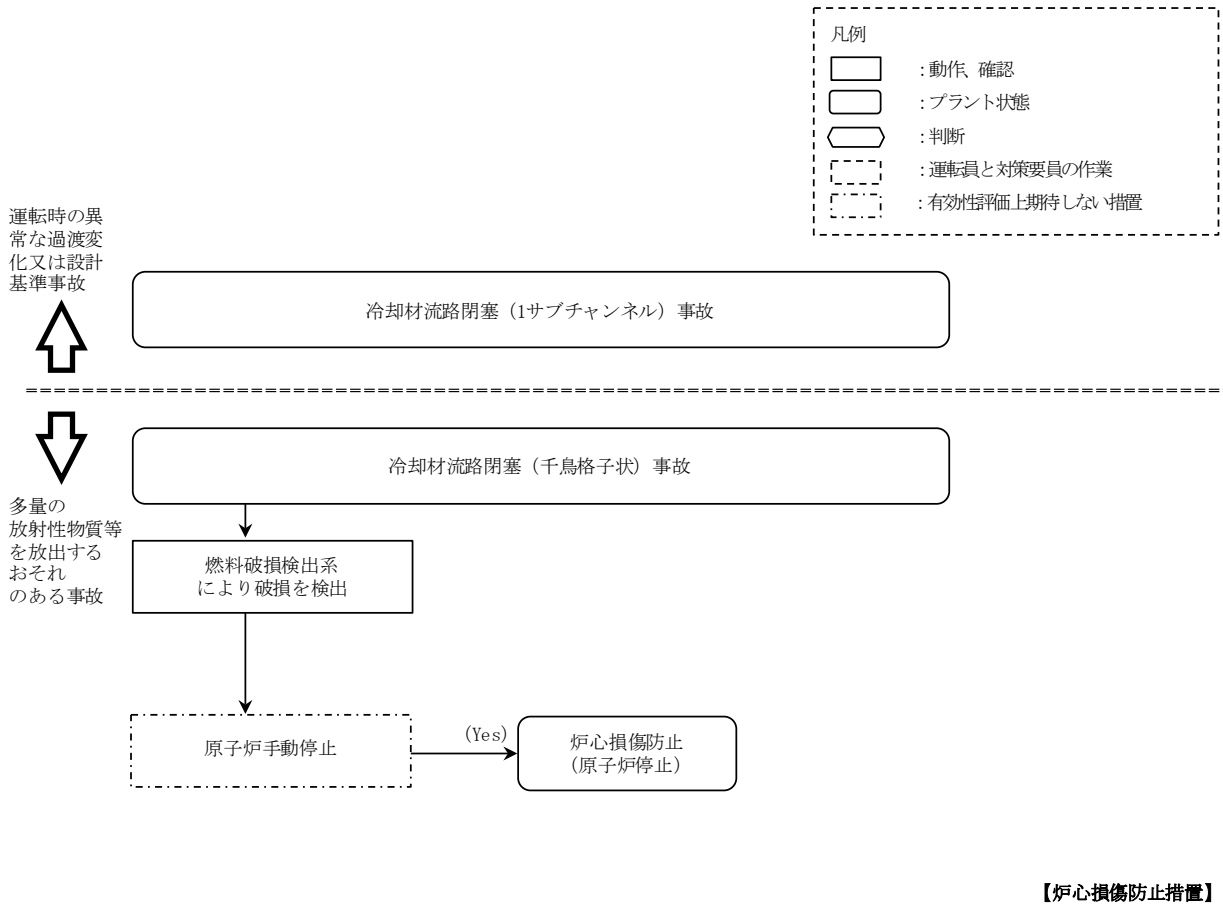 凡例
：動作、確認
：プラント状態
：判断
：運転員と対策要員の作業
：有効性評価上期待しない措置
運転時の異
常な過渡変
化又は設計
基準事故
冷却材流路閉塞（1サブチャンネル）事故
冷却材流路閉塞（千鳥格子状）事故
多量の
放射性物質等
を放出する
おそれ
のある事故
燃料破損検出系
により破損を検出
原子炉手動停止
(Yes)
炉心損傷防止
（原子炉停止）
【炉心損傷防止措置】